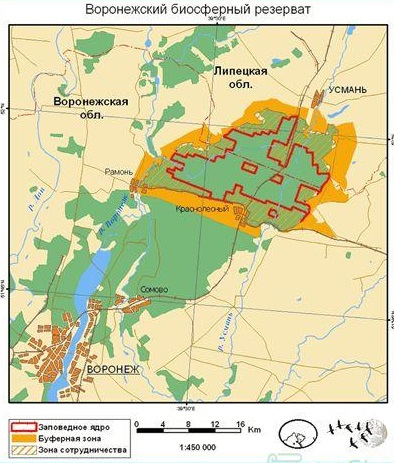 Воронежский биосферный резерват
Липецкая
обл.
УСМАНЬ
Воронежская
обл.
Рамонь
р. Воронеж
Краснолесный
Сомово
р. Усмань
ВОРОНЕЖ
Заповедное ядро
Буферная зона
Зона сотрудничества
0 4 8 12 16 Km
1:450 000